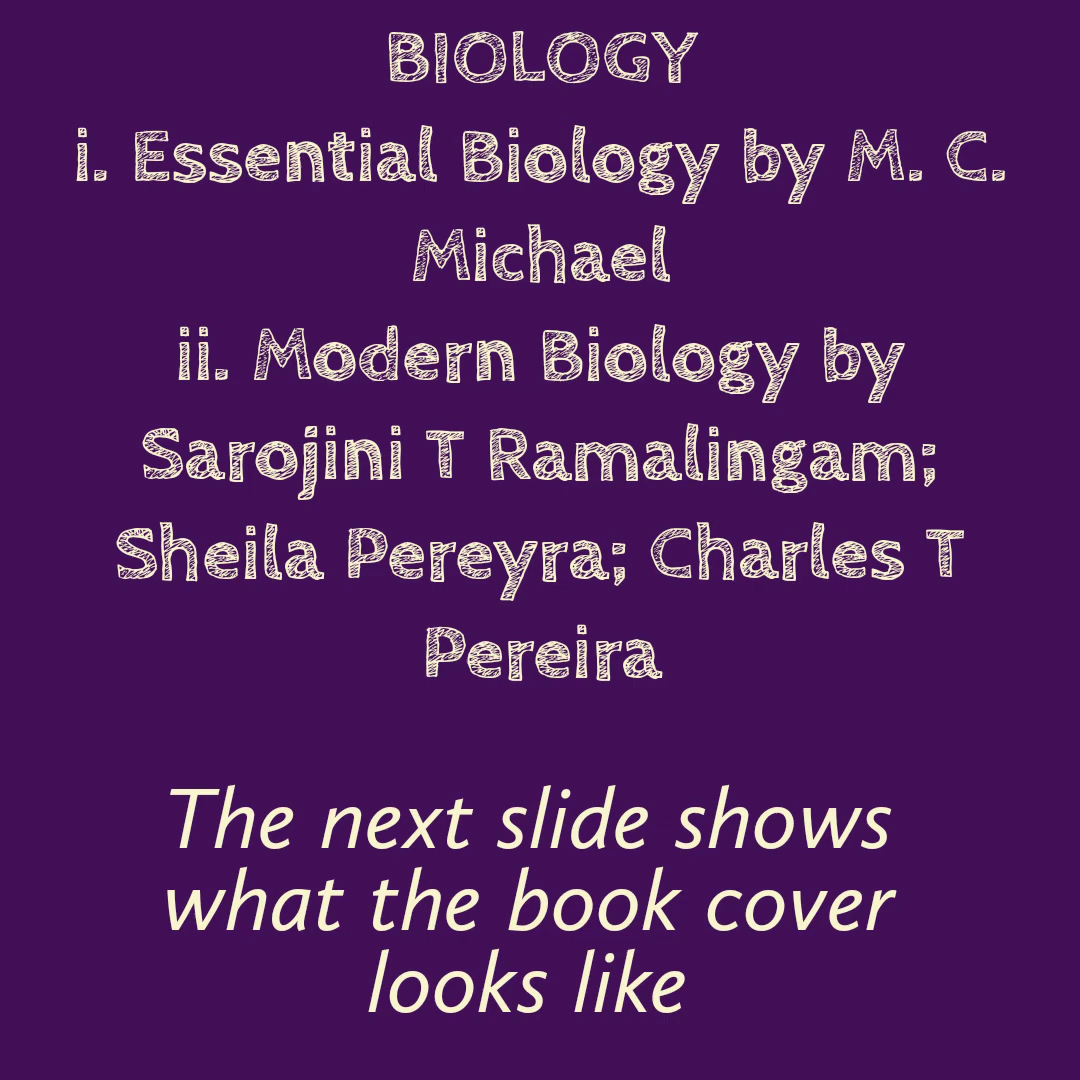 BIOLOGY
i. Essential Biology by M. C.
Michael
ii. Modern Biology by
Sarojini T Ramalingam;
Sheila Pereyra; Charles T
Pereira
The next slide shows
what the book cover
looks like